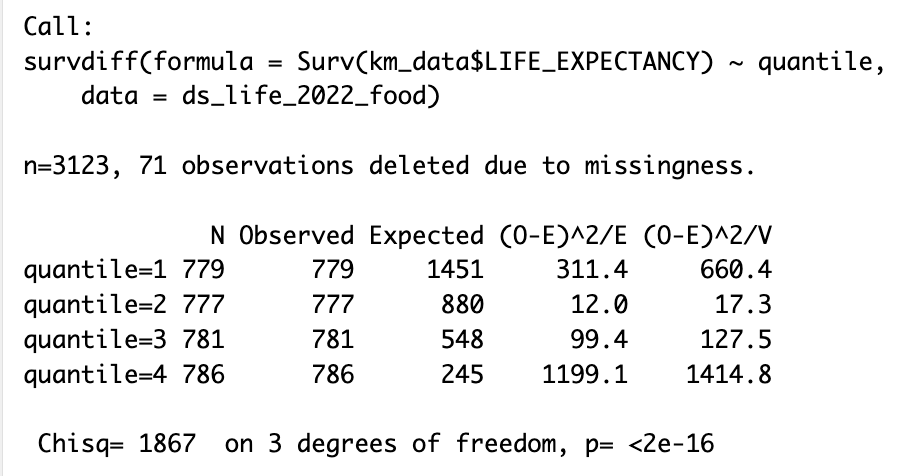 Call:
survdiff(formula = Surv(km_data$LIFE_EXPECTANCY) ~ quantile,
    data = ds_life_2022_food)

n=3123, 71 observations deleted due to missingness.

             N Observed Expected (O-E)^2/E (O-E)^2/V
quantile=1 779      779     1451     311.4     660.4
quantile=2 777      777      880      12.0      17.3
quantile=3 781      781      548      99.4     127.5
quantile=4 786      786      245    1199.1    1414.8

 Chisq= 1867  on 3 degrees of freedom, p= <2e-16